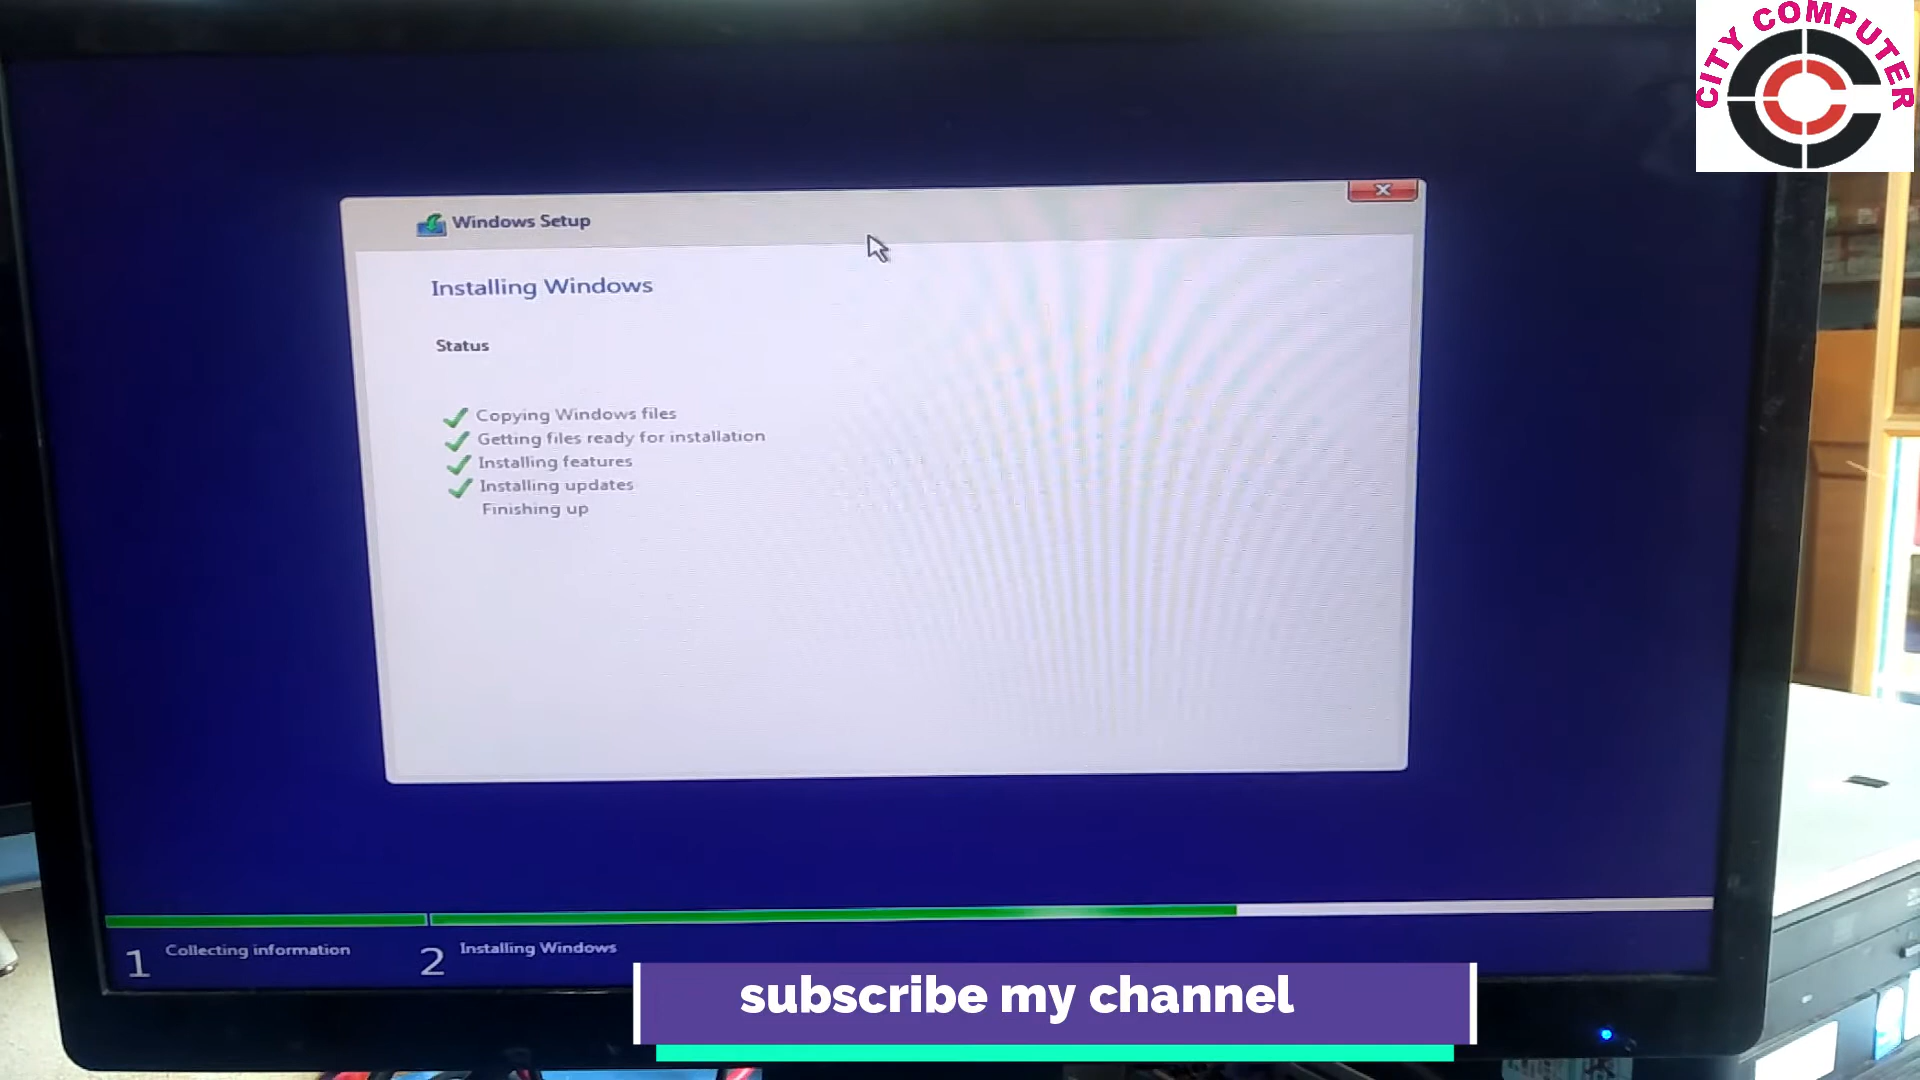 CITY COMPUTER
Windows Setup
Installing Windows
Status
Copying Windows files
Getting files ready for installation
Installing features
Installing updates
Finishing up
1 Collecting information
2 Installing Windows
subscribe my channel